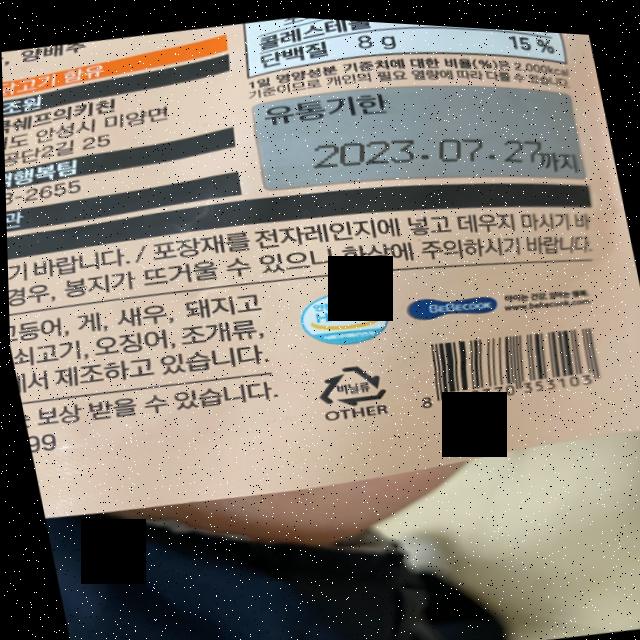 양배추
콜레스테롤
단백질 8 g 15 %
고기 함유
1일 영양성분 기준치에 대한 비율(%)은 2,000kcal
기준이므로 개인의 필요 열량에 따라 다를 수 있습니다.
유통기한
2023.07.27까지
조원
쉐프의키친
도 안성시 미양면
공단2길 25
-2655
기 바랍니다. / 포장재를 전자레인지에 넣고 데우지 마시기 바
경우, 봉지가 뜨거울 수 있으니 화상에 주의하시기 바랍니다.
고등어, 게, 새우, 돼지고
쇠고기, 오징어, 조개류,
서 제조하고 있습니다.
보상 받을 수 있습니다.
99
BeBecook
비닐류
OTHER
8 353103